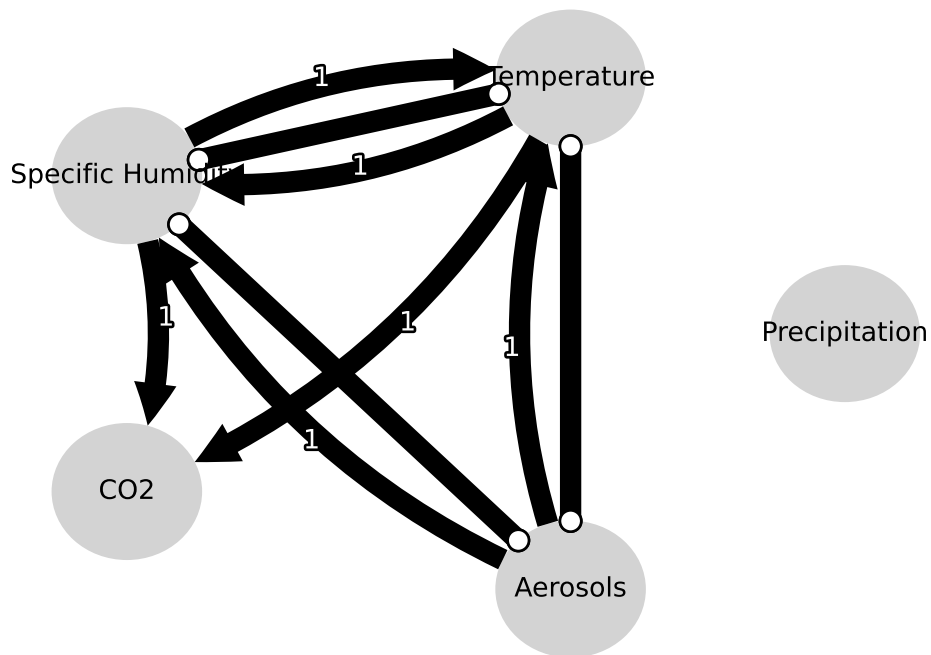 1
Temperature
1
Specific Humidity
1
1
1
Precipitation
1
CO2
Aerosols